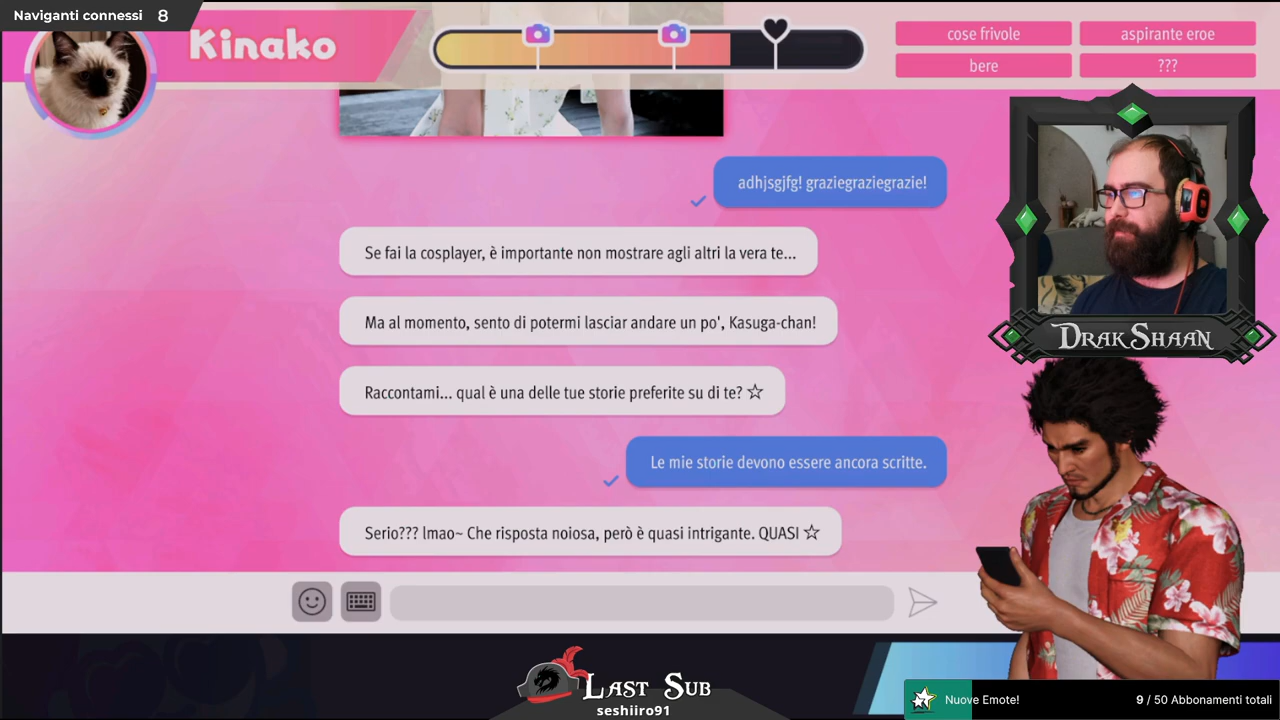 Naviganti connessi 8
Kinako
cose frivole
aspirante eroe
bere
???
adhjsgjfg! graziegraziegrazie!
Se fai la cosplayer, è importante non mostrare agli altri la vera te...
Ma al momento, sento di potermi lasciar andare un po', Kasuga-chan!
Raccontami... qual è una delle tue storie preferite su di te? ☆
Le mie storie devono essere ancora scritte.
Serio??? lmao~ Che risposta noiosa, però è quasi intrigante. QUASI ☆
DrakShaan
Last Sub
seshiiro91
Nuove Emote!
9 / 50 Abbonamenti totali